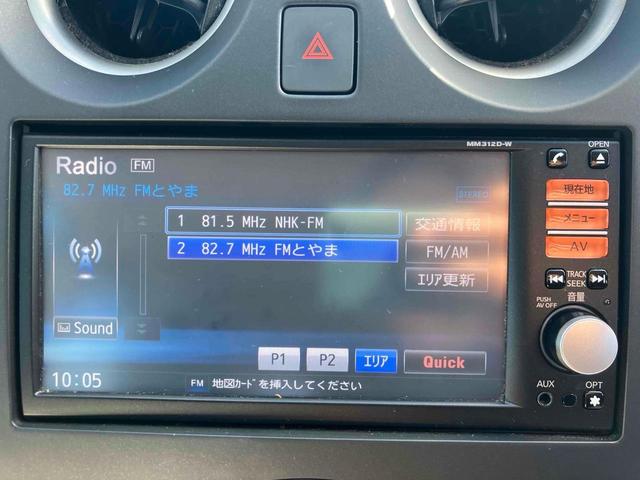 MM312D-W
OPEN
Radio FM
82.7 MHz FMとやま
STEREO
1 81.5 MHz NHK-FM
2 82.7 MHz FMとやま
交通情報
FM/AM
エリア更新
Sound
P1
P2
エリア
Quick
10:05
FM 地図カードを挿入してください
現在地
メニュー
AV
TRACK
SEEK
音量
PUSH
AV OFF
AUX
OPT